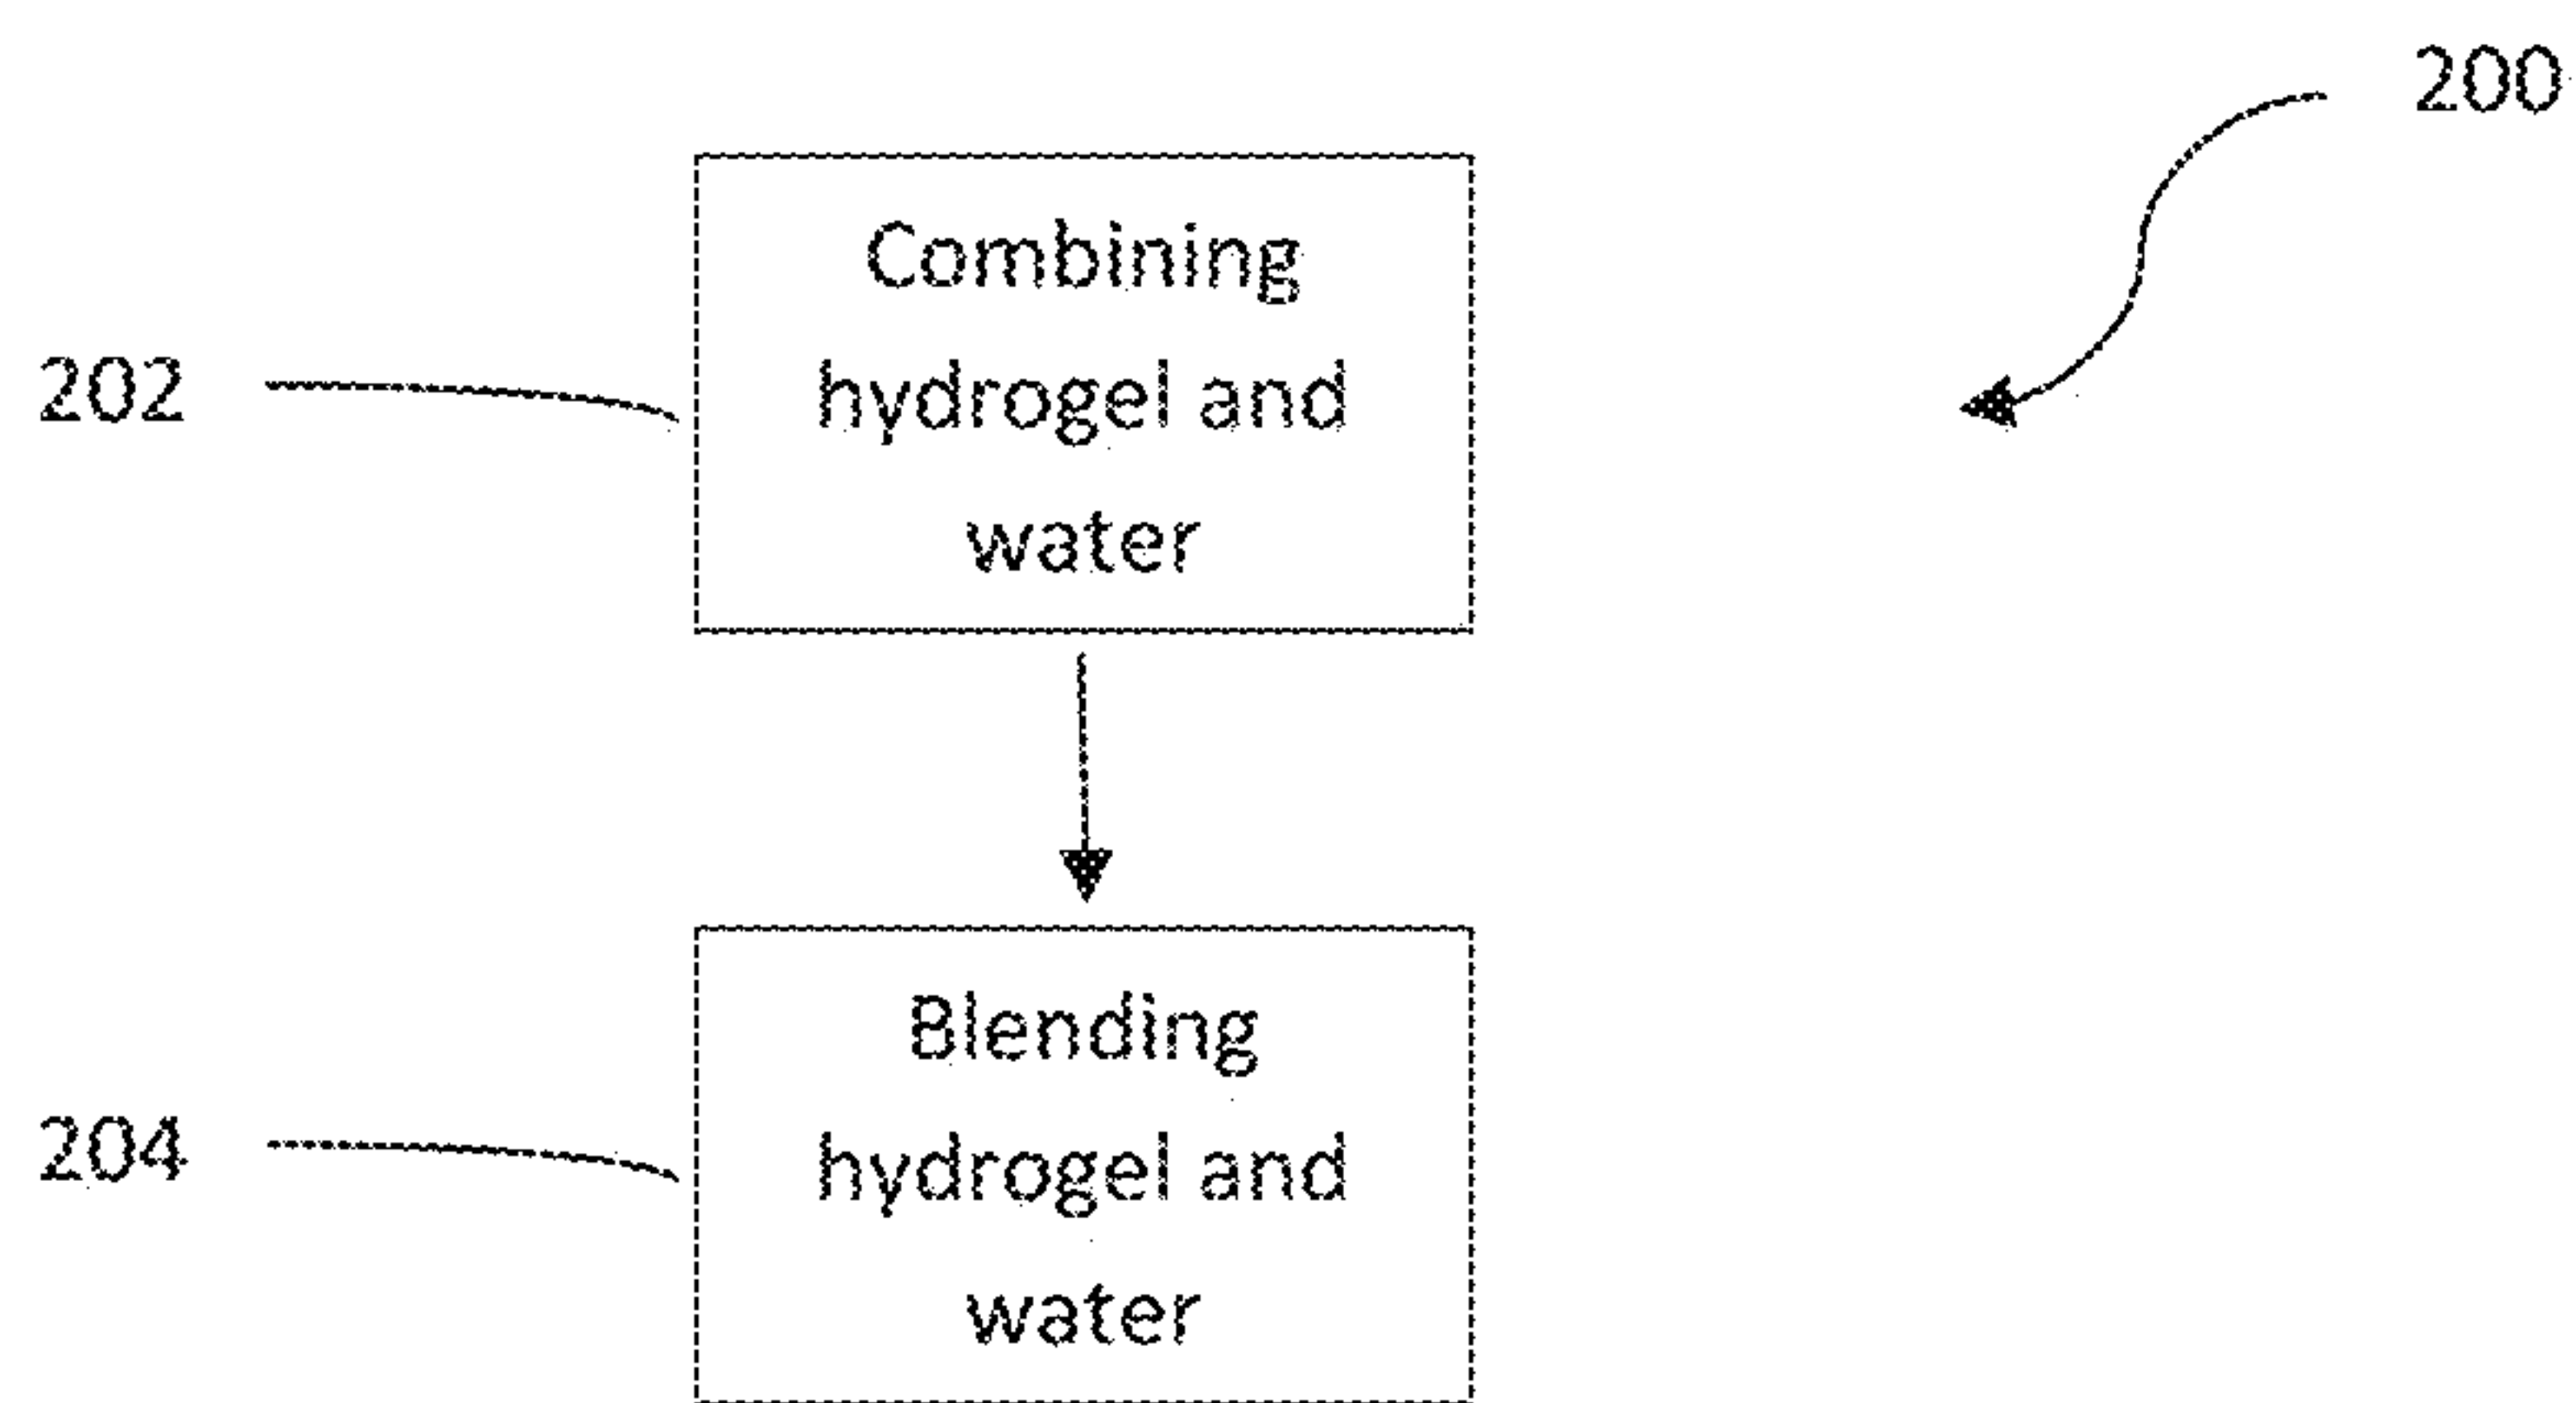 200
Combining
202
hydrogel and
water
Blending
204
hydrogel and
water